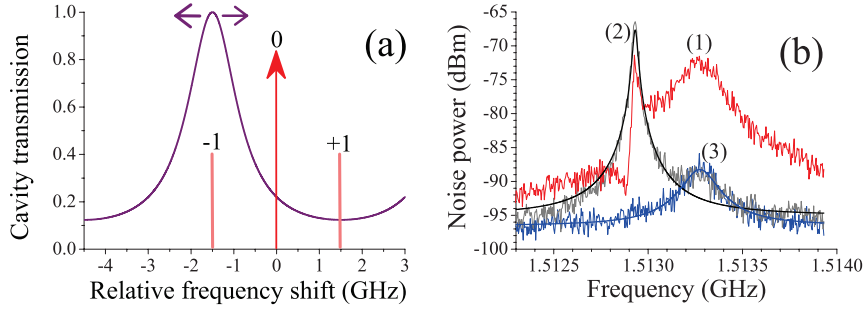 (a)
0
-1
+1
1.0
0.8
0.6
0.4
0.2
0.0
Cavity transmission
-4 -3 -2 -1 0 1 2 3
Relative frequency shift (GHz)
(b)
(2)
(1)
(3)
-65
-70
-75
-80
-85
-90
-95
-100
Noise power (dBm)
1.5125 1.5130 1.5135 1.5140
Frequency (GHz)